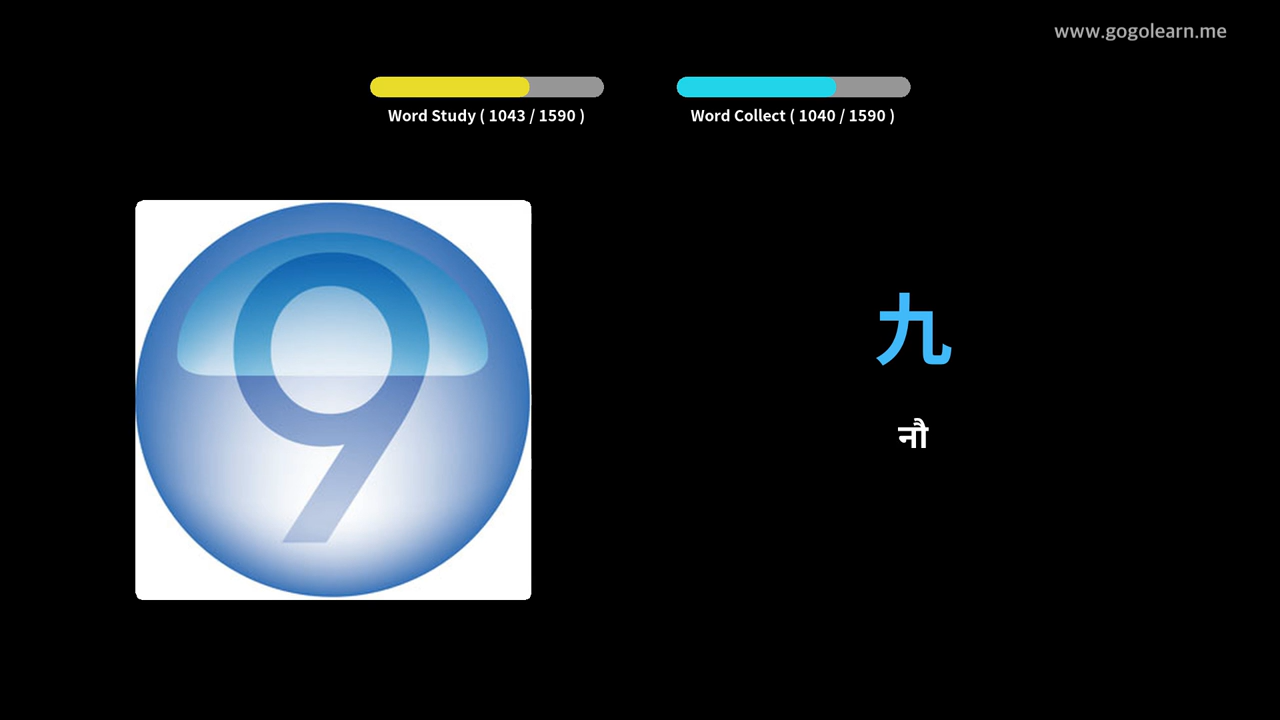 www.gogolearn.me
Word Study ( 1043 / 1590 )
Word Collect ( 1040 / 1590 )
9
九
नौ